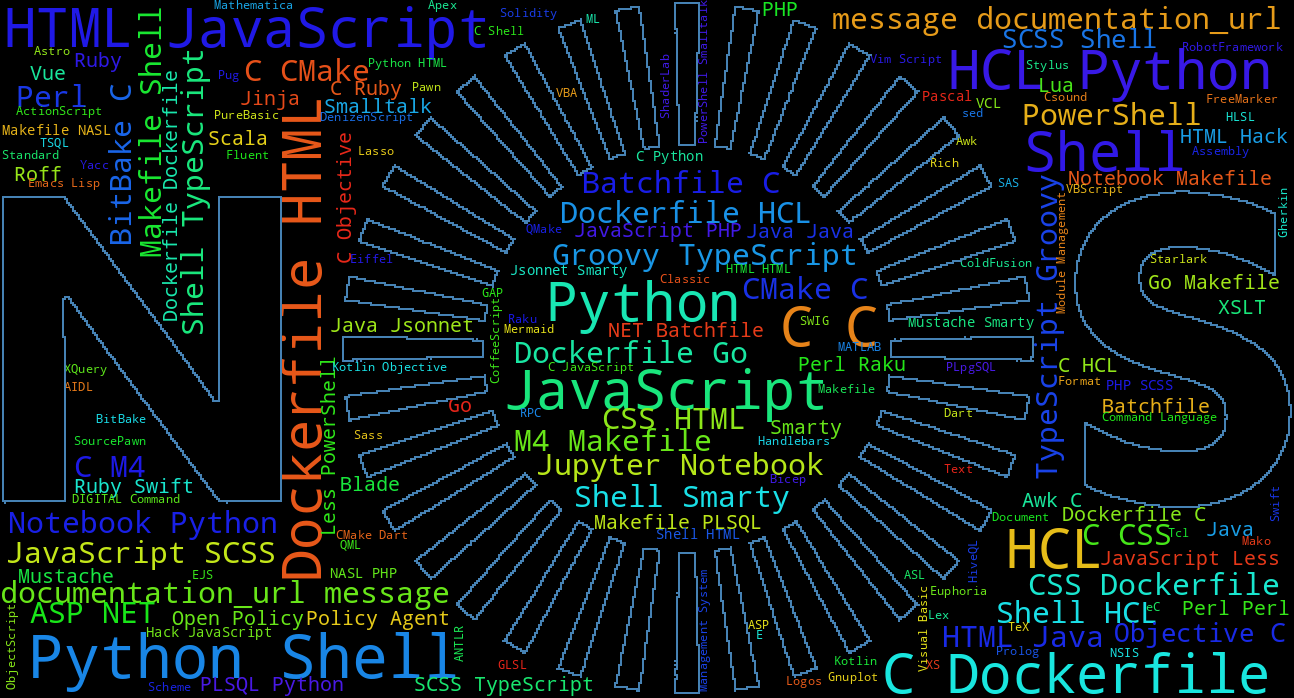 Mathematica
Apex
Solidity
ML
PHP
message documentation_url
HTML JavaScript
C Shell
SCSS Shell
RobotFramework
Astro
Ruby
Vue
Pug
C CMake
Python HTML
VBA
Vim Script
HCL Python
Stylus
Lua
Perl
ActionScript
Jinja
C Ruby
Pawn
Smalltalk
DenizenScript
PureBasic
Pascal
VCL
sed
Csound
FreeMarker
HLSL
PowerShell
Makefile NASL
TSQL
Scala
Standard
Fluent
Yacc
Roff
Emacs Lisp
Lasso
C Python
Awk
Rich
SAS
HTML Hack
Assembly
Shell
Notebook Makefile
VBScript
BitBake C
Makefile Shell
Dockerfile Dockerfile
Shell TypeScript
Dockerfile HTML
C Objective
ShaderLab
PowerShell Smalltalk
Batchfile C
Dockerfile HCL
QMake
JavaScript PHP
Java Java
Groovy TypeScript
Eiffel
Jsonnet Smarty
Classic
HTML HTML
CMake C
ColdFusion
TypeScript Groovy
Module Management
Gherkin
Starlark
Go Makefile
XSLT
GAP
CoffeeScript
Python
Raku
Mermaid
NET Batchfile
C C
SWIG
MATLAB
Mustache Smarty
Java Jsonnet
Kotlin Objective
Dockerfile Go
C JavaScript
Perl Raku
PLpgSQL
C HCL
Format
PHP SCSS
XQuery
AIDL
JavaScript
Makefile
Go
RPC
CSS HTML
Smarty
Dart
Batchfile
Command Language
BitBake
SourcePawn
Sass
M4 Makefile
Handlebars
C M4
Ruby Swift
DIGITAL Command
Less PowerShell
Blade
Jupyter Notebook
Text
Bicep
Shell Smarty
Awk C
Swift
Notebook Python
Makefile PLSQL
Shell HTML
Document
Dockerfile C
CMake Dart
QML
JavaScript SCSS
HCL
C CSS
Tcl
Java
Mako
JavaScript Less
Mustache
EJS
NASL PHP
HiveQL
ASL
CSS Dockerfile
documentation_url message
Euphoria
ASP NET
Open Policy
Policy Agent
Management System
Visual Basic
Lex
Shell HCL
eC
Perl Perl
ObjectScript
Hack JavaScript
ANTLR
ASP
E
TeX
HTML Java
Objective C
Python Shell
GLSL
Kotlin
XS
Prolog
NSIS
Scheme
PLSQL Python
SCSS TypeScript
Logos
Gnuplot
C Dockerfile